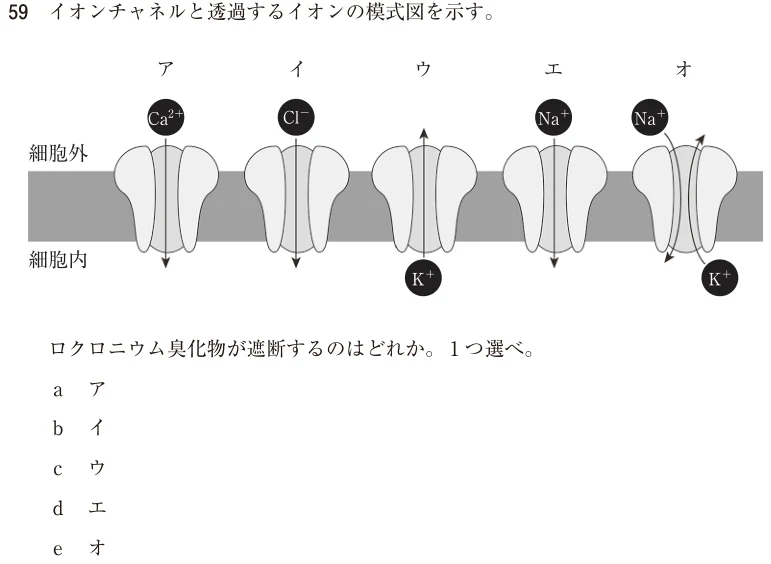 59 イオンチャネルと透過するイオンの模式図を示す。
ア イ ウ エ オ
Ca²⁺ Cl⁻ Na⁺ Na⁺
細胞外
細胞内
K⁺ K⁺
ロクロニウム臭化物が遮断するのはどれか。1つ選べ。
a ア
b イ
c ウ
d エ
e オ